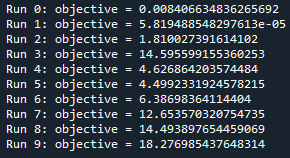 Run 0: objective = 0.008406634836265692
Run 1: objective = 5.819488548297613e-05
Run 2: objective = 1.810027391614102
Run 3: objective = 14.595599155360253
Run 4: objective = 4.626864203574484
Run 5: objective = 4.4992331924578215
Run 6: objective = 6.38698364114404
Run 7: objective = 12.653570320754735
Run 8: objective = 14.493897654459069
Run 9: objective = 18.276985437648314